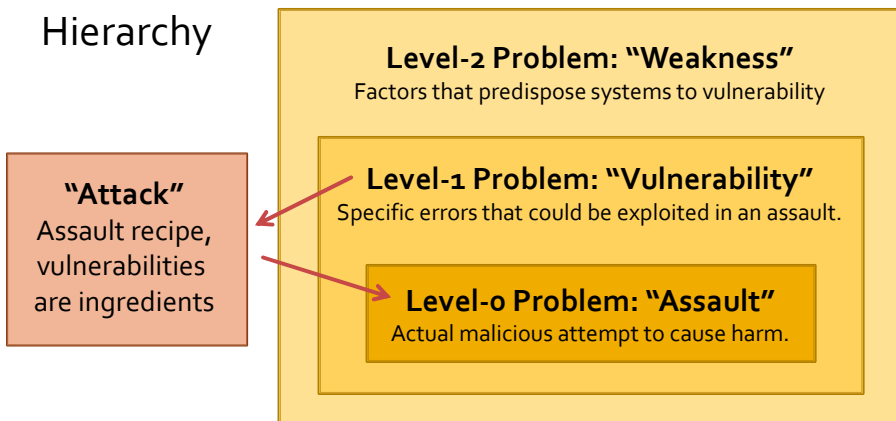 Hierarchy
Level-2 Problem: “Weakness”
Factors that predispose systems to vulnerability
“Attack”
Assault recipe,
vulnerabilities
are ingredients
Level-1 Problem: “Vulnerability”
Specific errors that could be exploited in an assault.
Level-0 Problem: “Assault”
Actual malicious attempt to cause harm.